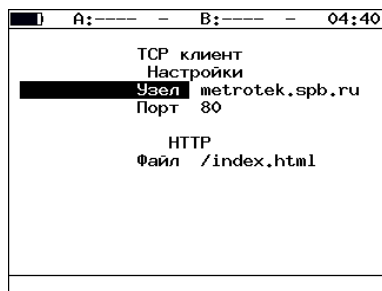 A:---- – B:---- – 04:40
TCP клиент
Настройки
Узел metrotek.spb.ru
Порт 80
HTTP
Файл /index.html